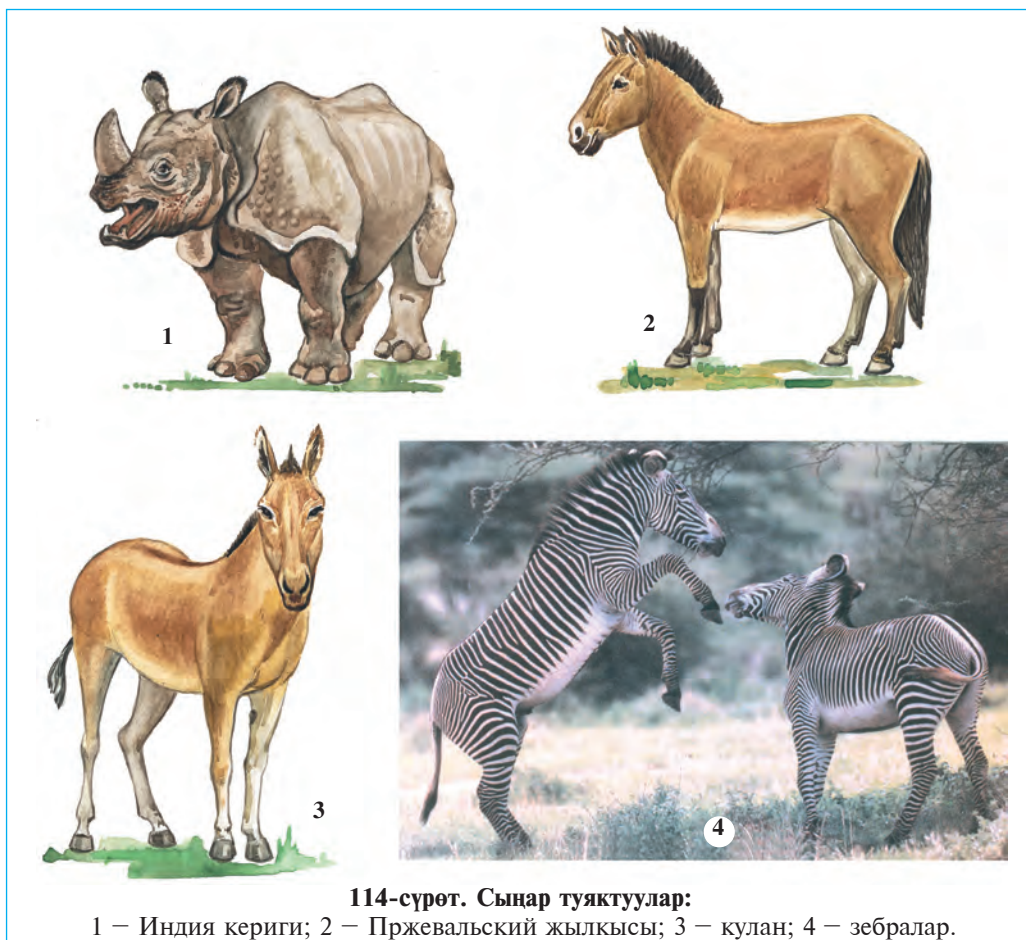 1
2
3
4
114-сүрөт. Сыңар туяктуулар:
1 – Индия кериги; 2 – Пржевальский жылкысы; 3 – кулан; 4 – зебралар.